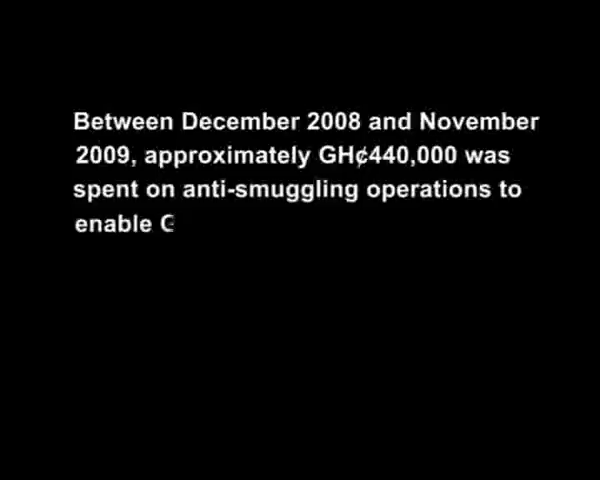 Between December 2008 and November
2009, approximately GH¢440,000 was
spent on anti-smuggling operations to
enable